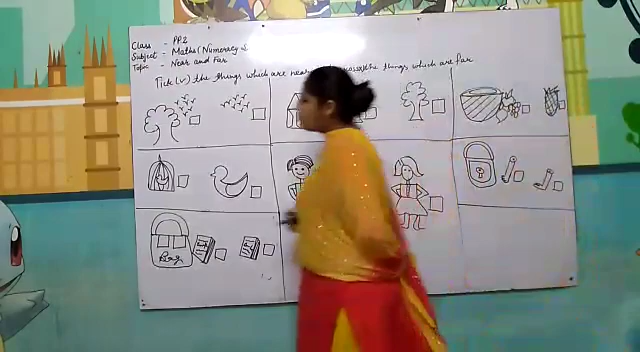 Class - PP2
Subject - Maths (Numeracy S
Topic - Near and Far
Tick (✓) the things which are near the things which are far
Bag